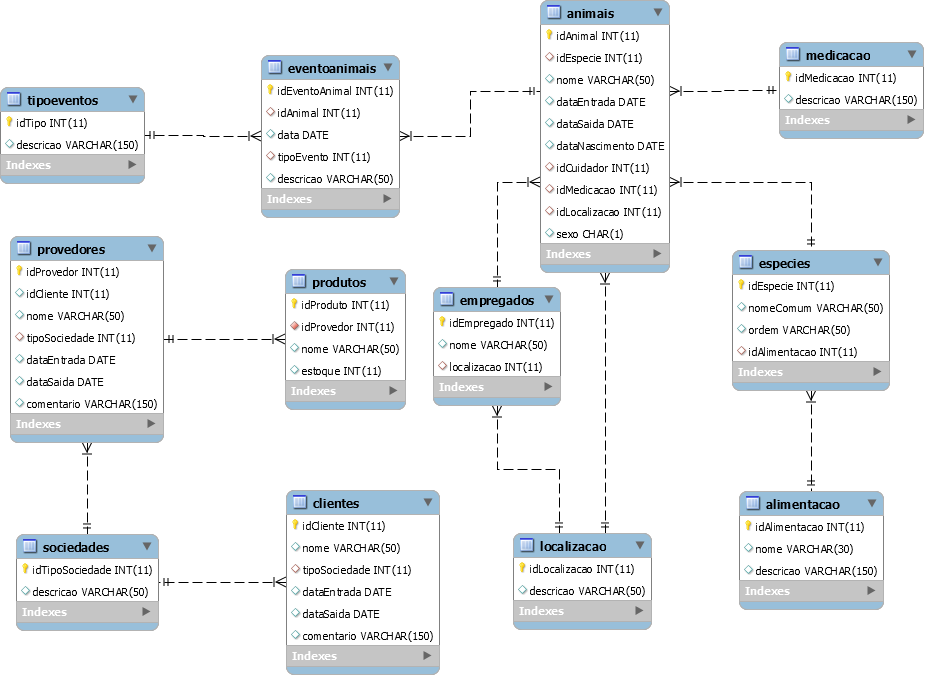 animais
idAnimal INT(11)
idEspecie INT(11)
nome VARCHAR(50)
dataEntrada DATE
dataSaida DATE
dataNascimento DATE
idCuidador INT(11)
idMedicacao INT(11)
idLocalizacao INT(11)
sexo CHAR(1)
Indexes
medicacao
idMedicacao INT(11)
descricao VARCHAR(150)
Indexes
eventoanimais
idEventoAnimal INT(11)
idAnimal INT(11)
data DATE
tipoEvento INT(11)
descricao VARCHAR(50)
Indexes
tipoeventos
idTipo INT(11)
descricao VARCHAR(150)
Indexes
provedores
idProvedor INT(11)
idCliente INT(11)
nome VARCHAR(50)
tipoSociedade INT(11)
dataEntrada DATE
dataSaida DATE
comentario VARCHAR(150)
Indexes
produtos
idProduto INT(11)
idProvedor INT(11)
nome VARCHAR(50)
estoque INT(11)
Indexes
empregados
idEmpregado INT(11)
nome VARCHAR(50)
localizacao INT(11)
Indexes
especies
idEspecie INT(11)
nomeComum VARCHAR(50)
ordem VARCHAR(50)
idAlimentacao INT(11)
Indexes
sociedades
idTipoSociedade INT(11)
descricao VARCHAR(50)
Indexes
clientes
idCliente INT(11)
nome VARCHAR(50)
tipoSociedade INT(11)
dataEntrada DATE
dataSaida DATE
comentario VARCHAR(150)
Indexes
localizacao
idLocalizacao INT(11)
descricao VARCHAR(50)
Indexes
alimentacao
idAlimentacao INT(11)
nome VARCHAR(30)
descricao VARCHAR(150)
Indexes